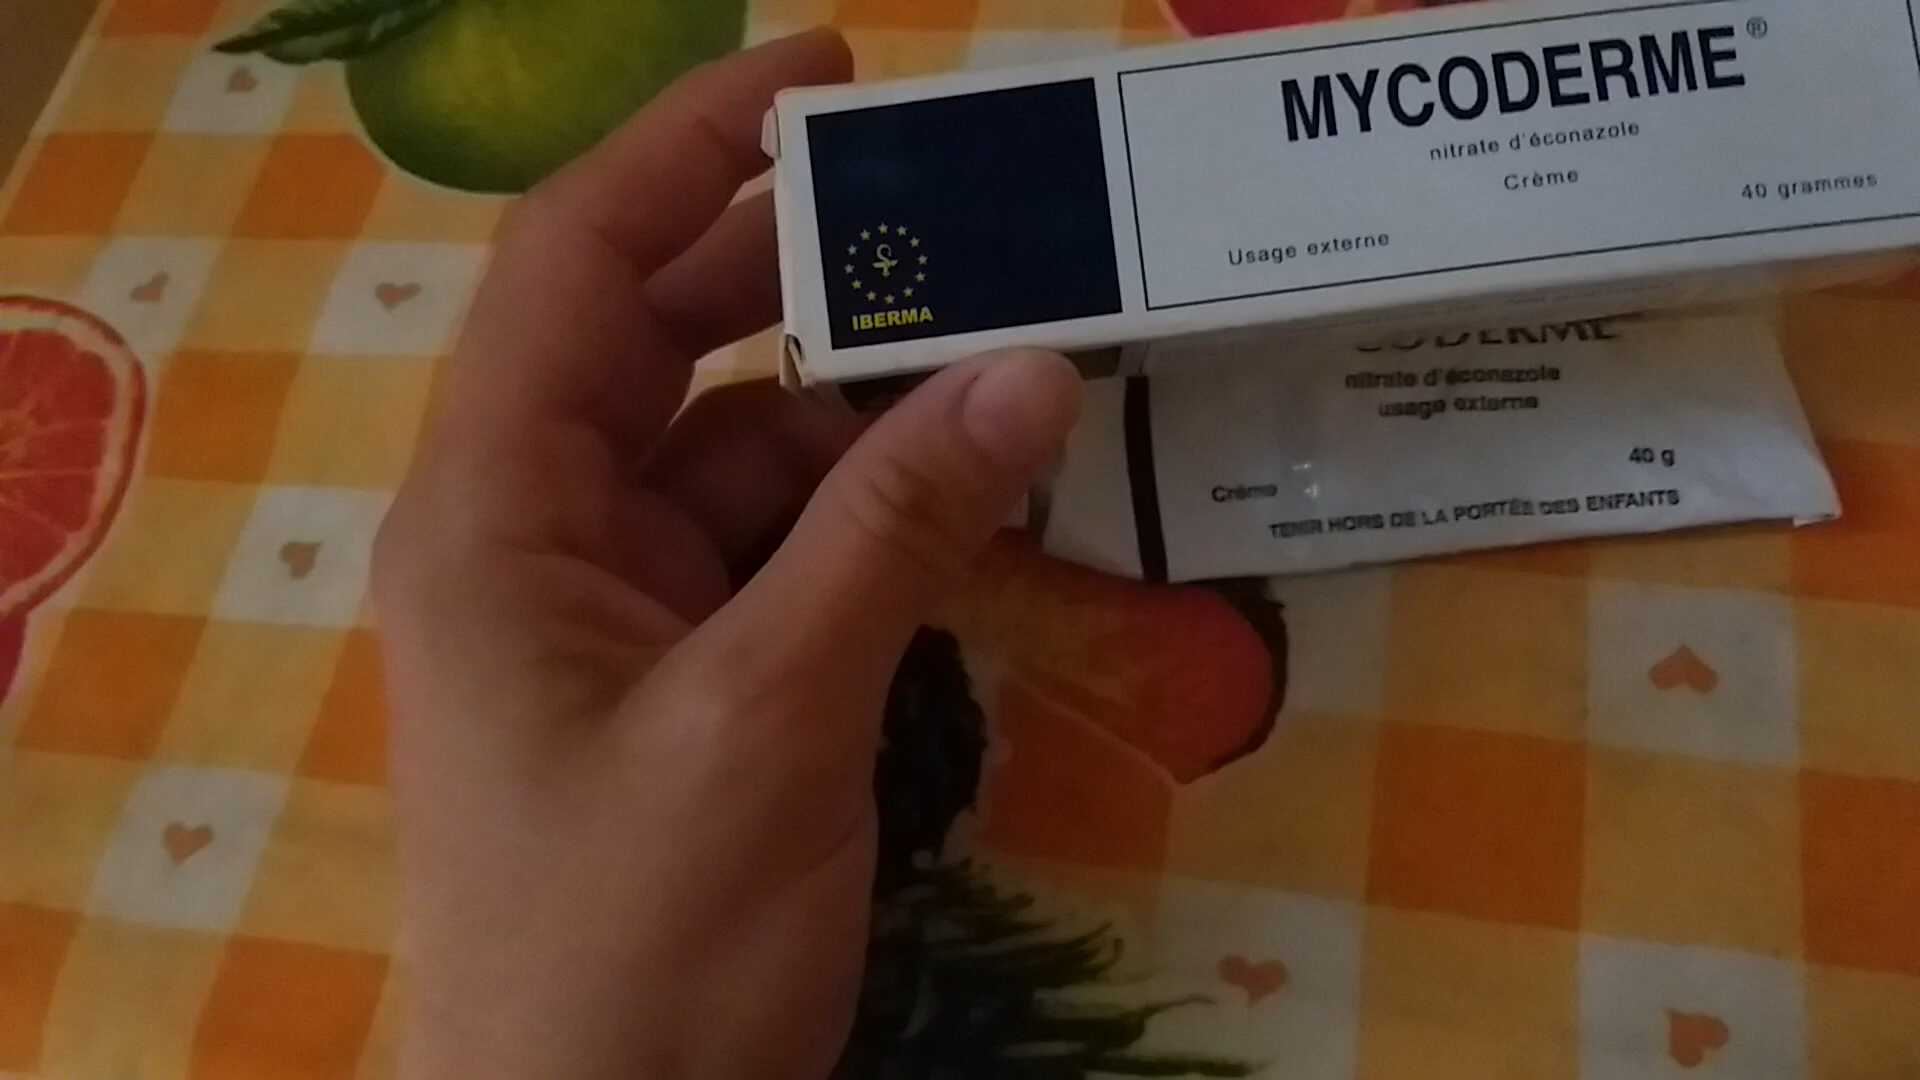 MYCODERME®
nitrate d'éconazole
Crème
40 grammes
Usage externe
IBERMA
CODERME
nitrate d'éconazole
usage externe
40 g
Crème
TENIR HORS DE LA PORTÉE DES ENFANTS